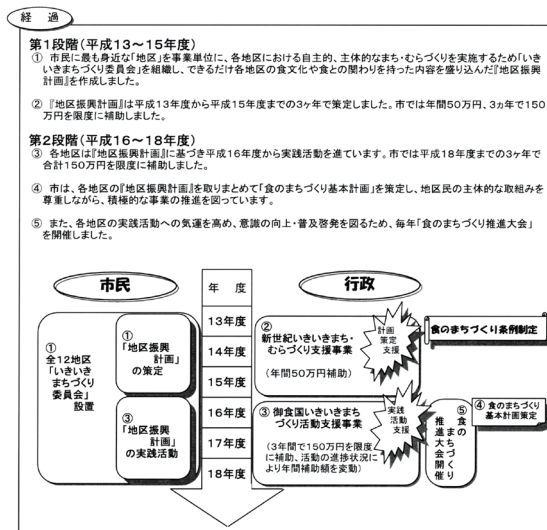 経　過
第1段階(平成13～15年度)
① 市民に最も身近な「地区」を事業単位に、各地区における自主的、主体的なまち・むらづくりを実施するため「い
きいきまちづくり委員会」を組織し、できるだけ各地区の食文化や食との関わりを持った内容を盛り込んだ『地区振興
計画』を作成しました。
② 『地区振興計画』は平成13年度から平成15年度までの3ヶ年で策定しました。市では年間50万円、3ヵ年で150
万円を限度に補助しました。
第2段階(平成16～18年度)
③ 各地区は『地区振興計画』に基づき平成16年度から実践活動を進ています。市では平成18年度までの3ヶ年で
合計150万円を限度に補助しました。
④ 市は、各地区の『地区振興計画』を取りまとめて「食のまちづくり基本計画」を策定し、地区民の主体的な取組みを
尊重しながら、積極的な事業の推進を図っています。
⑤ また、各地区の実践活動への気運を高め、意識の向上・普及啓発を図るため、毎年「食のまちづくり推進大会」
を開催しました。
市民
年　度
行政
13年度
14年度
15年度
16年度
17年度
18年度
①
全12地区
「いきいき
まちづくり
委員会」
設置
①
「地区振興
計画」
の策定
③
「地区振興
計画」
の実践活動
②
新世紀いきいきまち・
むらづくり支援事業
(年間50万円補助)
計画
策定
支援
食のまちづくり条例制定
③ 御食国いきいきまち
づくり活動支援事業
(3年間で150万円を限度
に補助、活動の進捗状況に
より年間補助額を変動)
実践
活動
支援
⑤食のまちづくり
推進大会開催
④ 食のまちづくり
基本計画策定